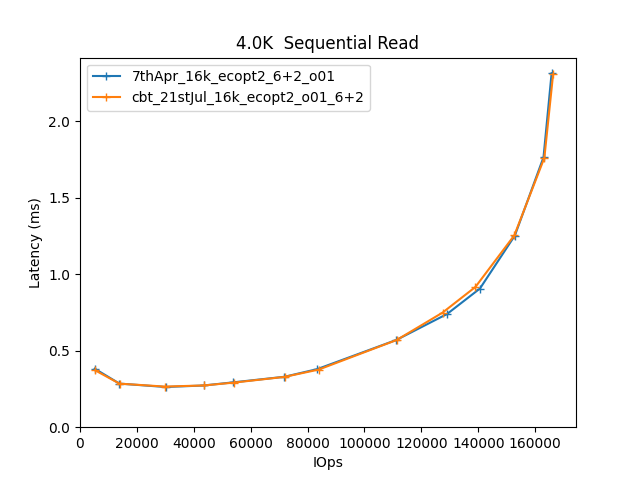 4.0K  Sequential Read
7thApr_16k_ecopt2_6+2_o01
cbt_21stJul_16k_ecopt2_o01_6+2
Latency (ms)
2.0
1.5
1.0
0.5
0.0
0 20000 40000 60000 80000 100000 120000 140000 160000
IOps